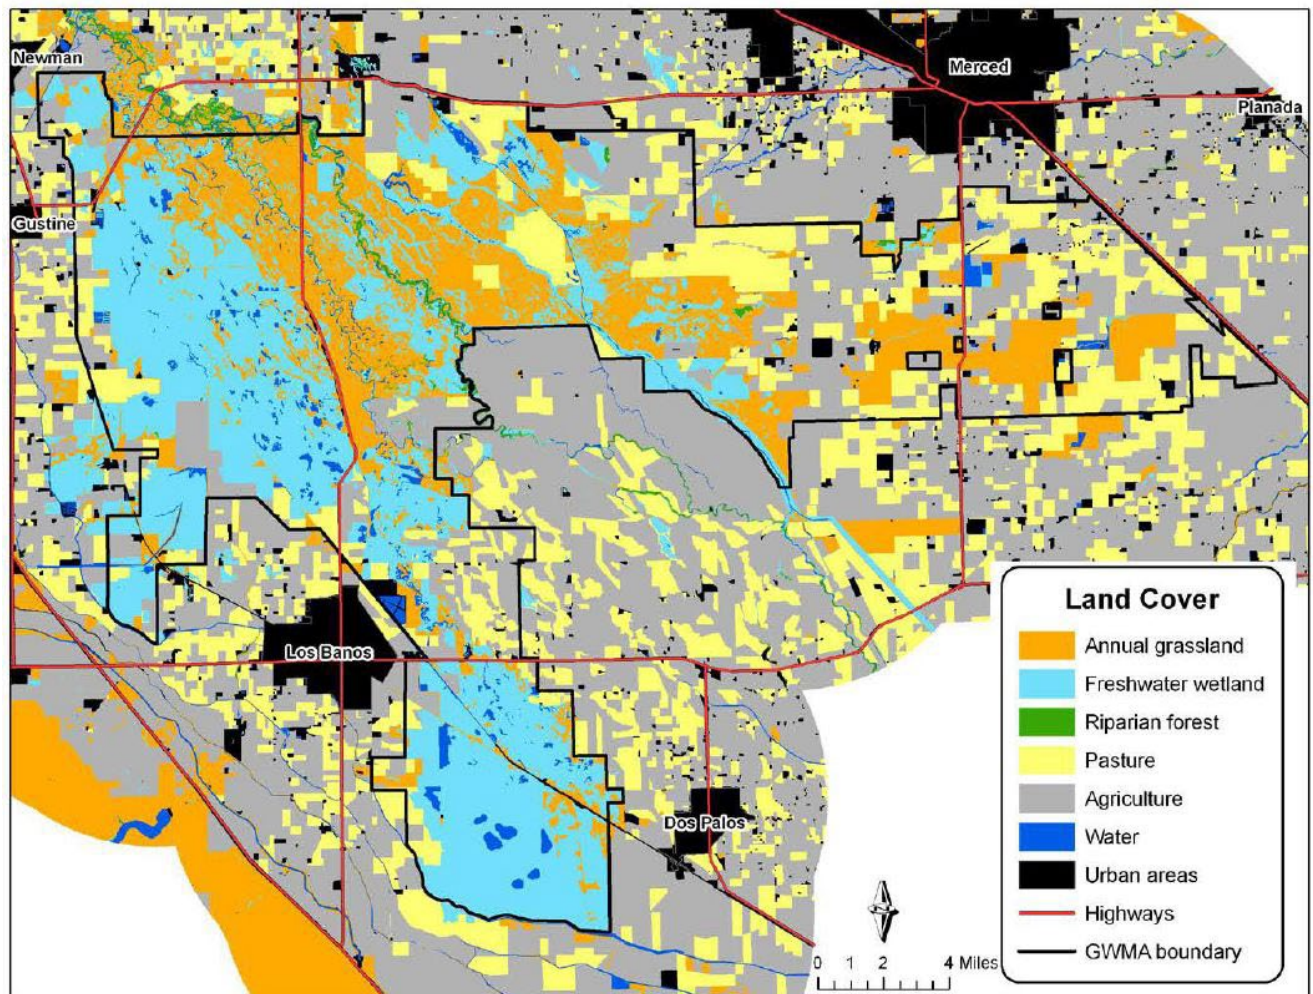 Newman
Merced
Planada
Gustine
Los Banos
Dos Palos
Land Cover
Annual grassland
Freshwater wetland
Riparian forest
Pasture
Agriculture
Water
Urban areas
Highways
GWMA boundary
0 1 2 4 Miles